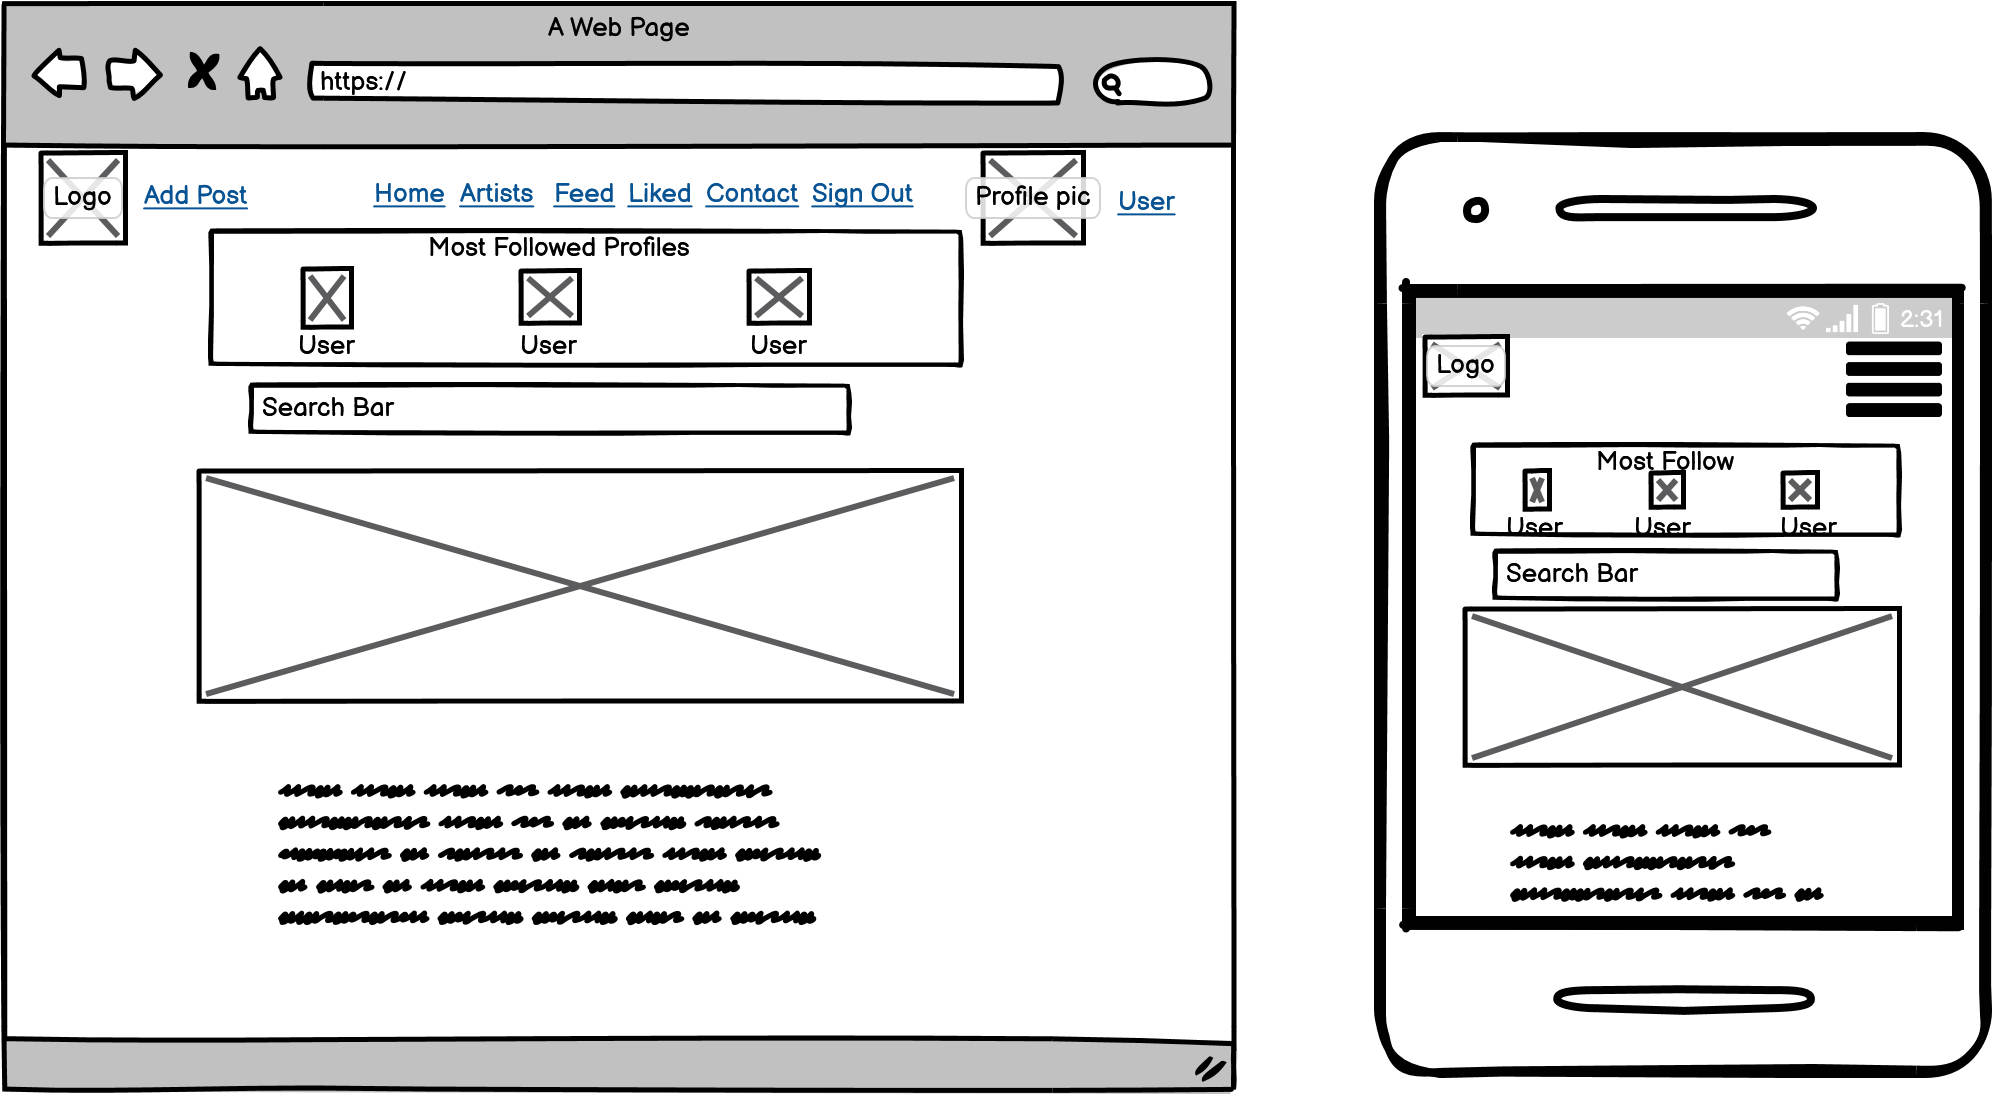 A Web Page
https://
Logo
Add Post
Home Artists Feed Liked Contact Sign Out
Profile pic
User
Most Followed Profiles
User User User
Search Bar
2:31
Logo
Most Follow
User User User
Search Bar